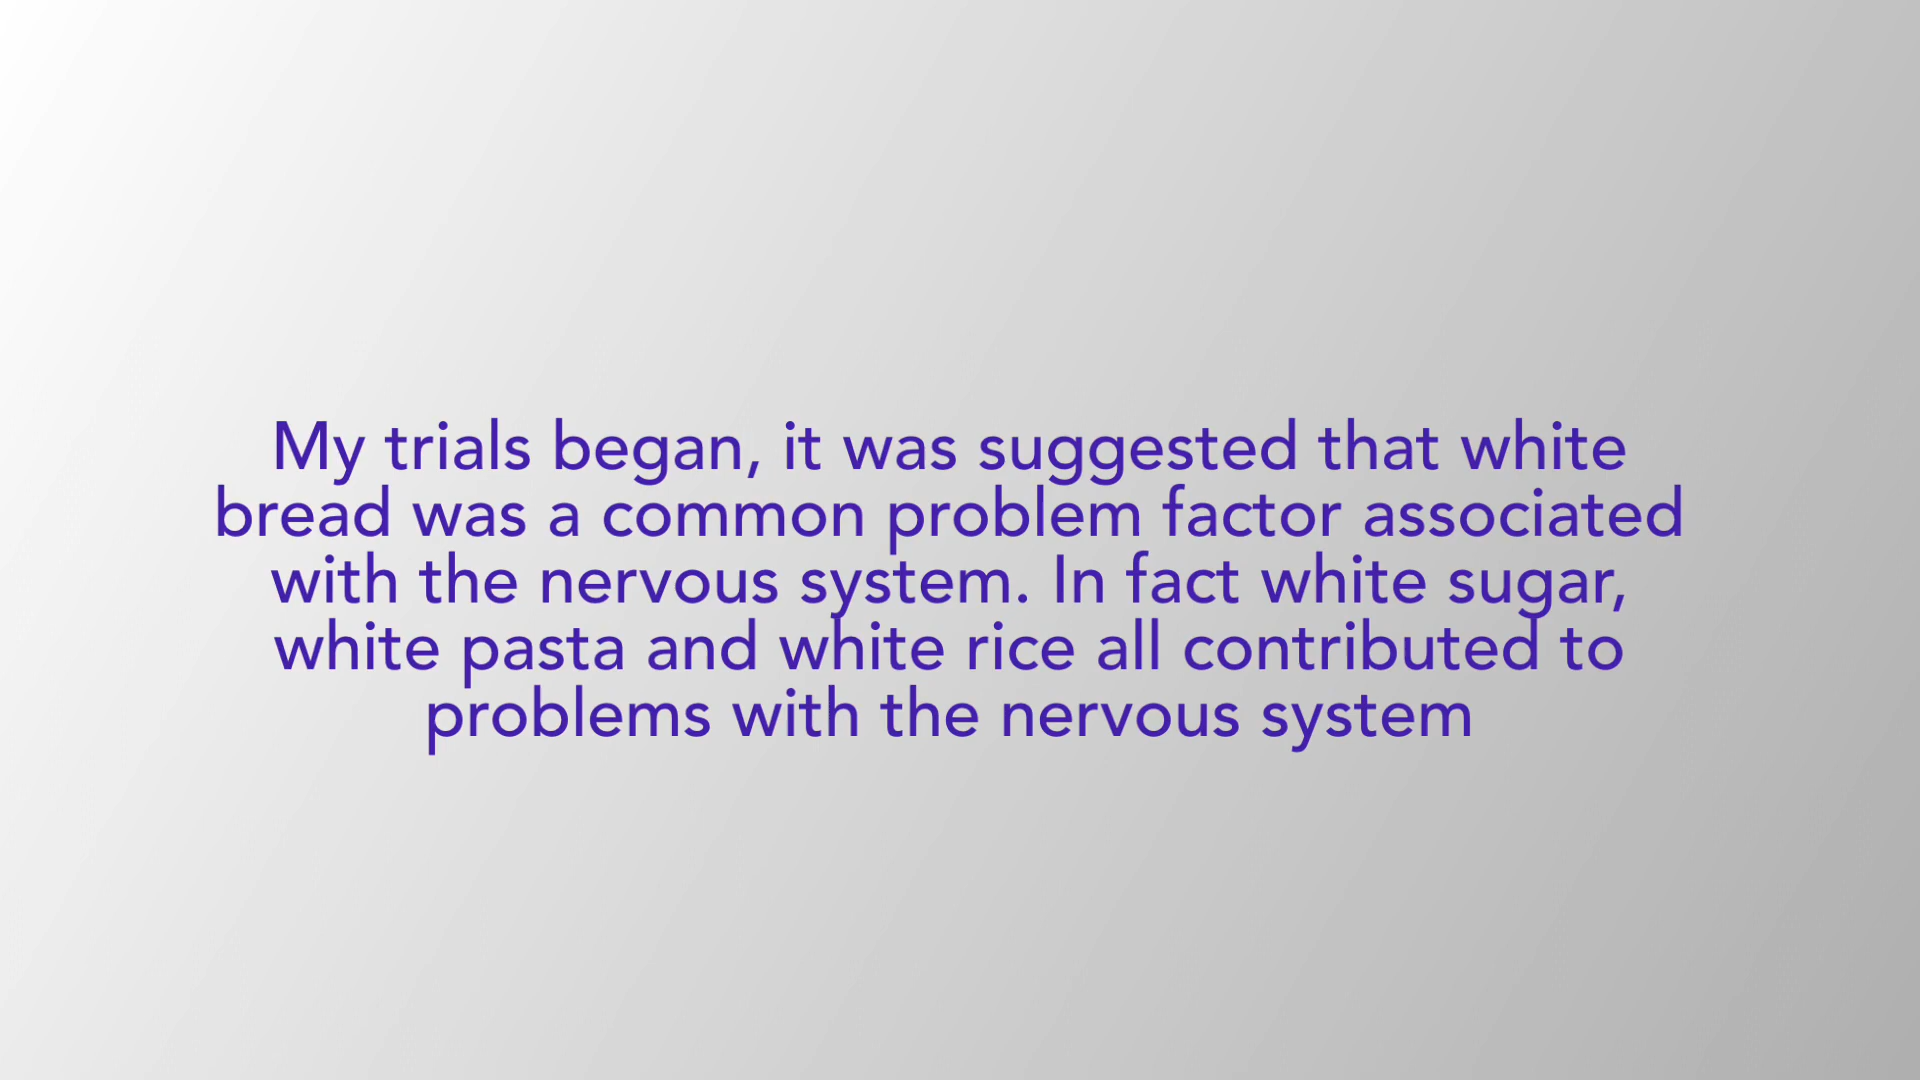 My trials began, it was suggested that white
bread was a common problem factor associated
with the nervous system. In fact white sugar,
white pasta and white rice all contributed to
problems with the nervous system